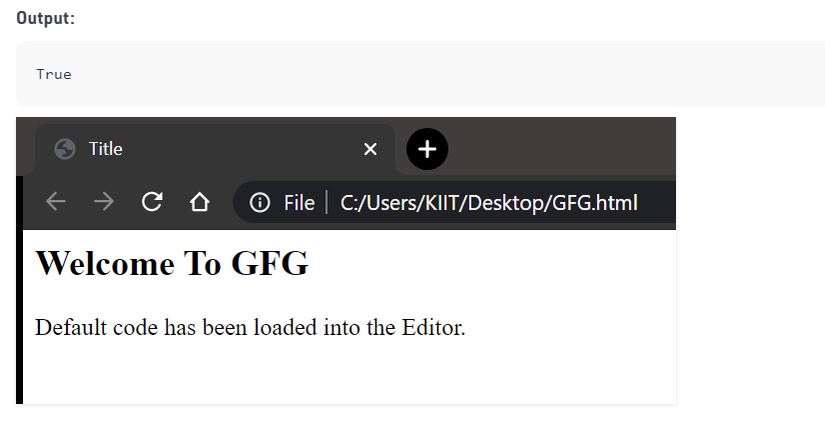 Output:
True
Title
File C:/Users/KIIT/Desktop/GFG.html
Welcome To GFG
Default code has been loaded into the Editor.